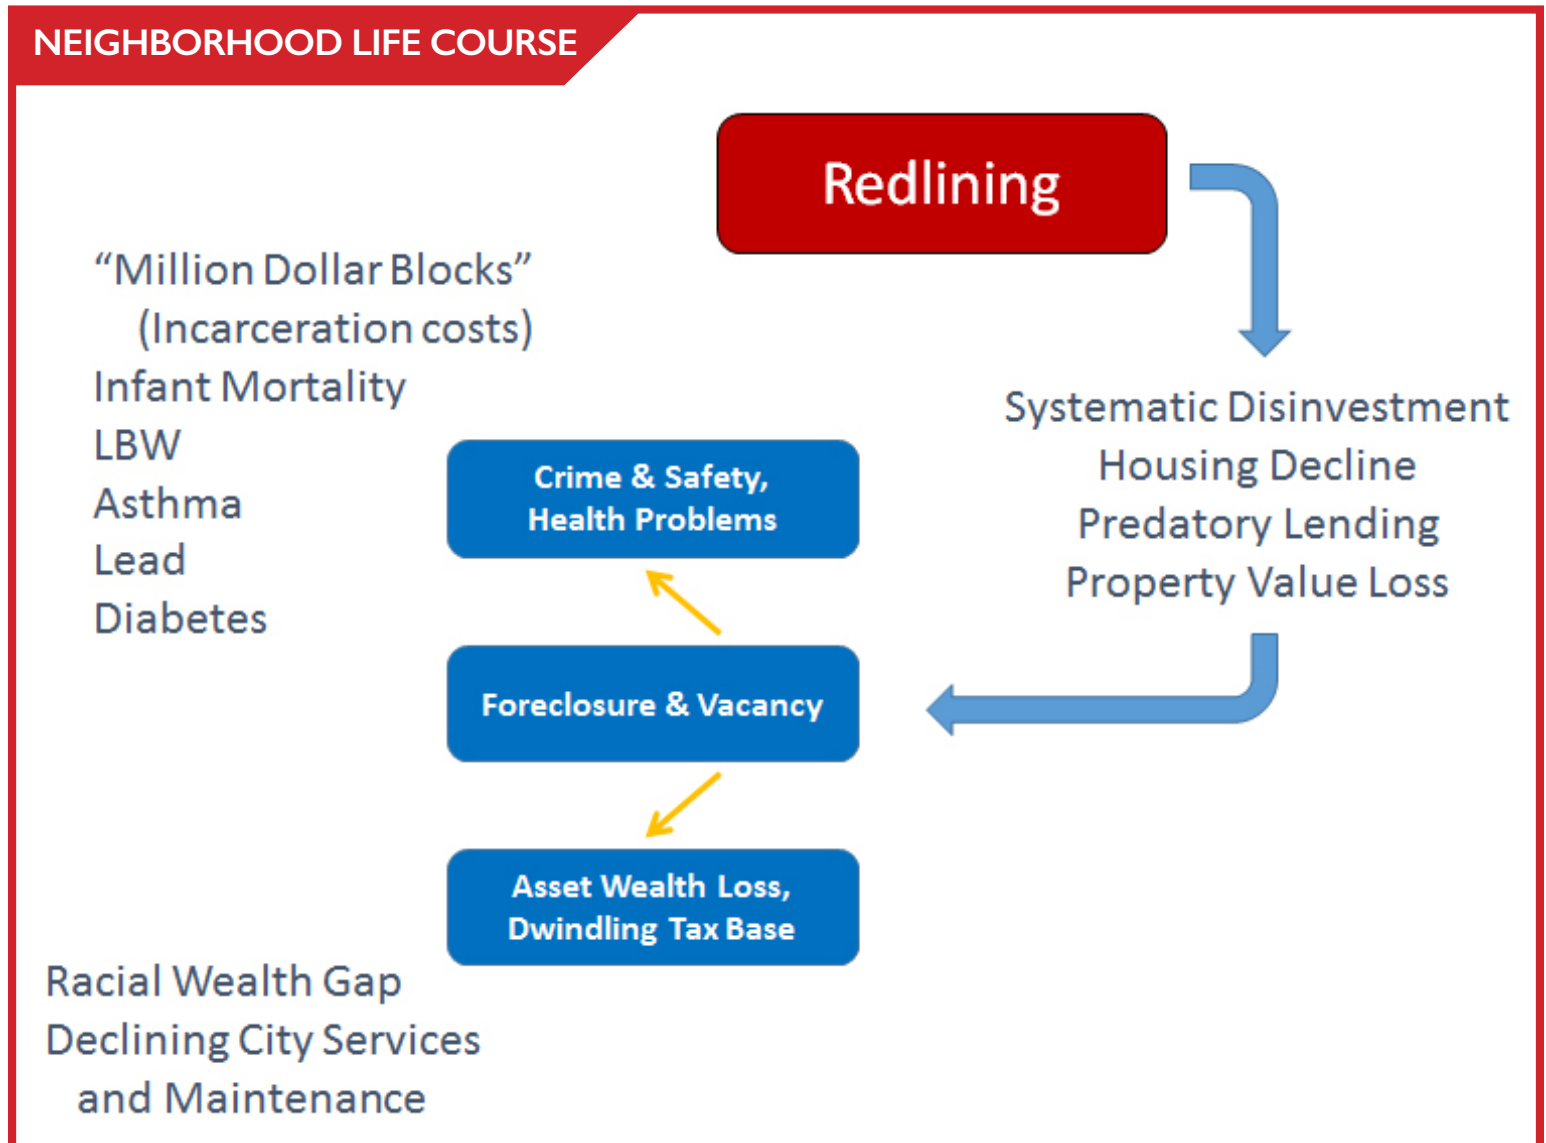 NEIGHBORHOOD LIFE COURSE
Redlining
Systematic Disinvestment
Housing Decline
Predatory Lending
Property Value Loss
“Million Dollar Blocks”
(Incarceration costs)
Infant Mortality
LBW
Asthma
Lead
Diabetes
Crime & Safety,
Health Problems
Foreclosure & Vacancy
Asset Wealth Loss,
Dwindling Tax Base
Racial Wealth Gap
Declining City Services
and Maintenance